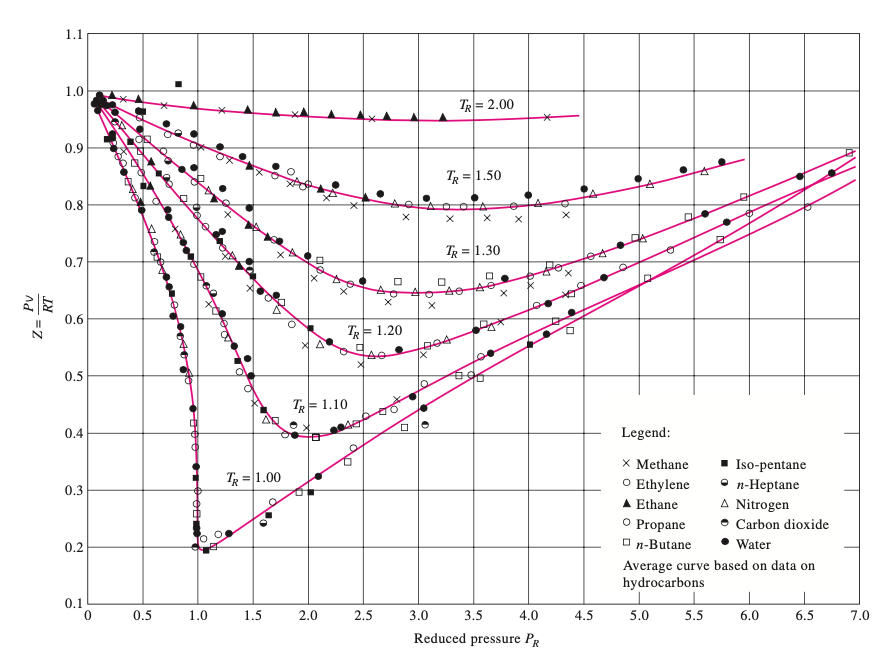 1.1
1.0
0.9
0.8
0.7
0.6
0.5
0.4
0.3
0.2
0.1
Z = Pv/RT
T_R = 2.00
T_R = 1.50
T_R = 1.30
T_R = 1.20
T_R = 1.10
T_R = 1.00
Legend:
× Methane ■ Iso-pentane
○ Ethylene ◒ n-Heptane
▲ Ethane △ Nitrogen
○ Propane ◓ Carbon dioxide
□ n-Butane ● Water
Average curve based on data on
hydrocarbons
0 0.5 1.0 1.5 2.0 2.5 3.0 3.5 4.0 4.5 5.0 5.5 6.0 6.5 7.0
Reduced pressure P_R